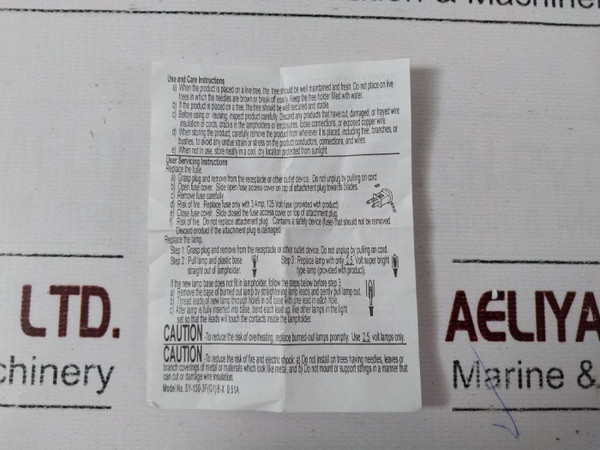 & Machiner
Use and Care Instructions
a) When the product is placed on a live tree, the tree should be well maintained and fresh. Do not place on live
trees in which the needles are brown or break off easily. Keep the tree holder filled with water.
b) If the product is placed on a tree, the tree should be well secured and stable.
c) Before using or reusing, inspect product carefully. Discard any products that have cut, damaged, or frayed wire
insulation or cords, cracks in the lampholders or enclosures, loose connections, or exposed copper wire.
d) When storing the product, carefully remove the product from wherever it is placed, including tree, branches, or
bushes, to avoid any undue strain or stress on the product conductors, connections, and wires.
e) When not in use, store neatly in a cool, dry location protected from sunlight.
User Servicing Instructions
Replace the fuse.
a) Grasp plug and remove from the receptacle or other outlet device. Do not unplug by pulling on cord.
b) Open fuse cover. Slide open fuse access cover on top of attachment plug towards blades.
c) Remove fuse carefully.
d) Risk of fire. Replace fuse only with 3 Amp, 125 Volt fuse (provided with product)
e) Close fuse cover. Slide closed the fuse access cover on top of attachment plug.
f) Risk of fire. Do not replace attachment plug. Contains a safety device (fuse) that should not be removed.
Discard product if the attachment plug is damaged.
Replace the lamp.
Step 1: Grasp plug and remove from the receptacle or other outlet device. Do not unplug by pulling on cord.
Step 2: Pull lamp and plastic base straight out of lampholder.
Step 3: Replace lamp with only 2.5 Volt super bright type lamp (provided with product).
If the new lamp base does not fit in lampholder, follow the steps below before step 3.
a) Remove the base of burned out lamp by straightening lamp leads and gently pull lamp out.
b) Thread leads of new lamp through holes in old base with one lead in each hole.
c) After lamp is fully inserted into base, bend each lead up, like other lamps in the light
set so that the leads will touch the contacts inside the lampholder.
CAUTION -To reduce the risk of overheating, replace burned-out lamps promptly. Use 2.5 volt lamps only.
CAUTION -To reduce the risk of fire and electric shock: a) Do not install on trees having needles, leaves or
branch coverings of metal or materials which look like metal, and b) Do not mount or support strings in a manner that
can cut or damage wire insulation.
LTD.
chinery
AELIYA
Marine &